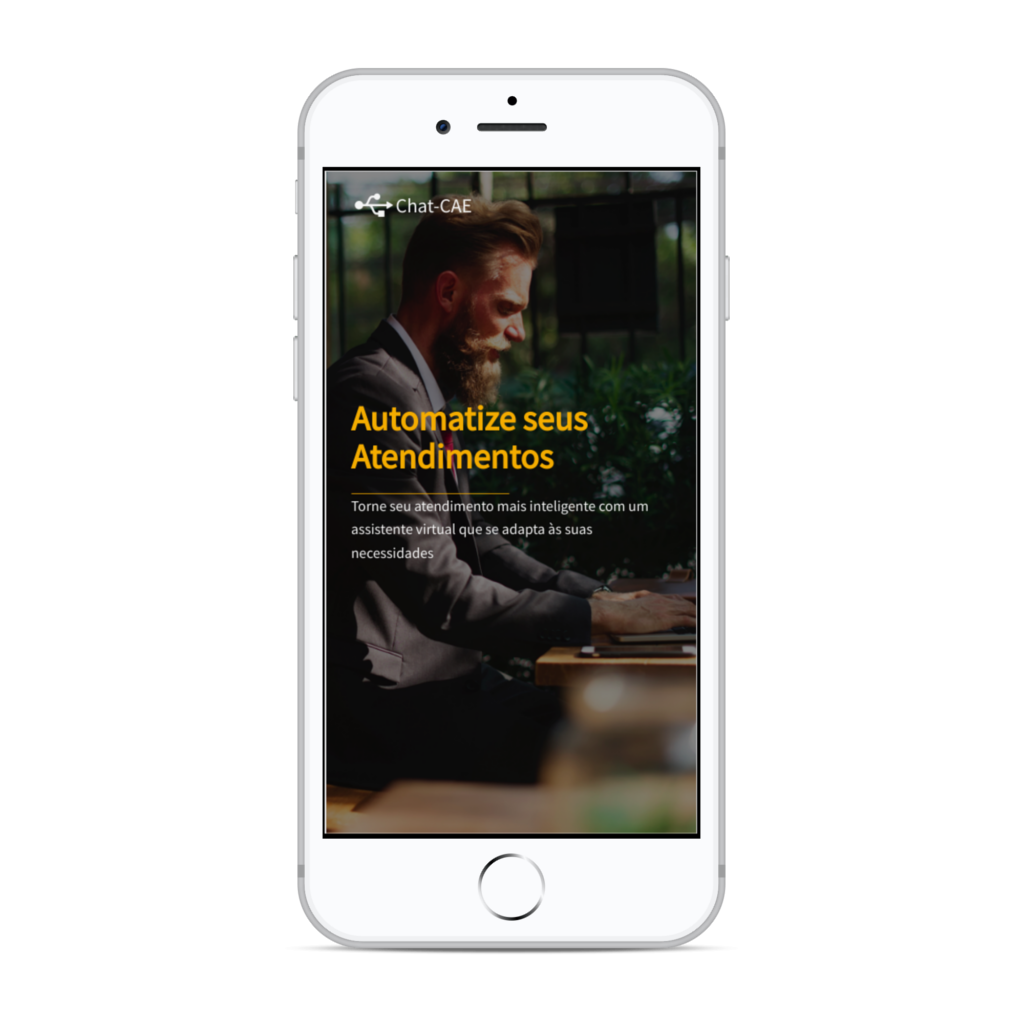 Chat-CAE
Automatize seus
Atendimentos
Torne seu atendimento mais inteligente com um
assistente virtual que se adapta às suas
necessidades